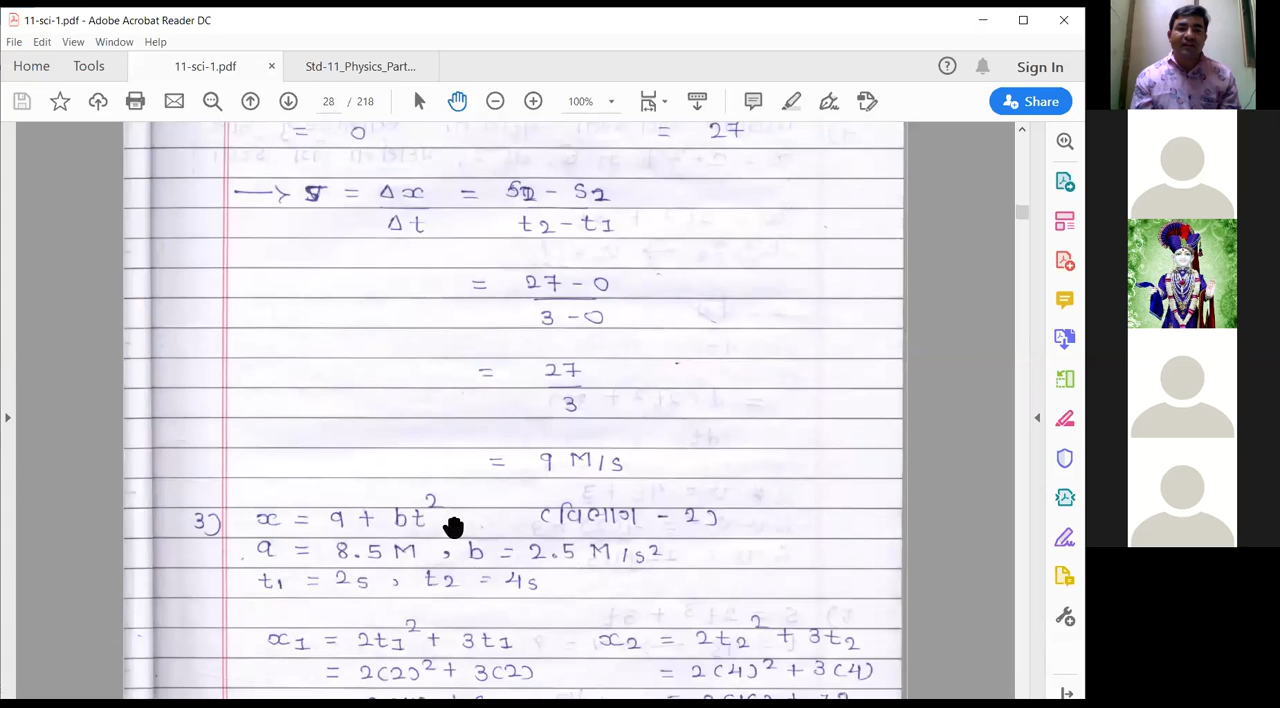 11-sci-1.pdf - Adobe Acrobat Reader DC
File Edit View Window Help
Home Tools 11-sci-1.pdf × Std-11_Physics_Part... Sign In
28 / 218 100% Share
= 0 = 27
→ s = Δx = S2 - S2
Δt t2 - t1
= 27 - 0
3 - 0
= 27
3
= 9 M/s
3) x = a + bt² (વિભાગ - 2)
a = 8.5 M , b = 2.5 M/s²
t1 = 2s , t2 = 4s
x1 = 2t1² + 3t1 x2 = 2t2² + 3t2
= 2(2)² + 3(2) = 2(4)² + 3(4)